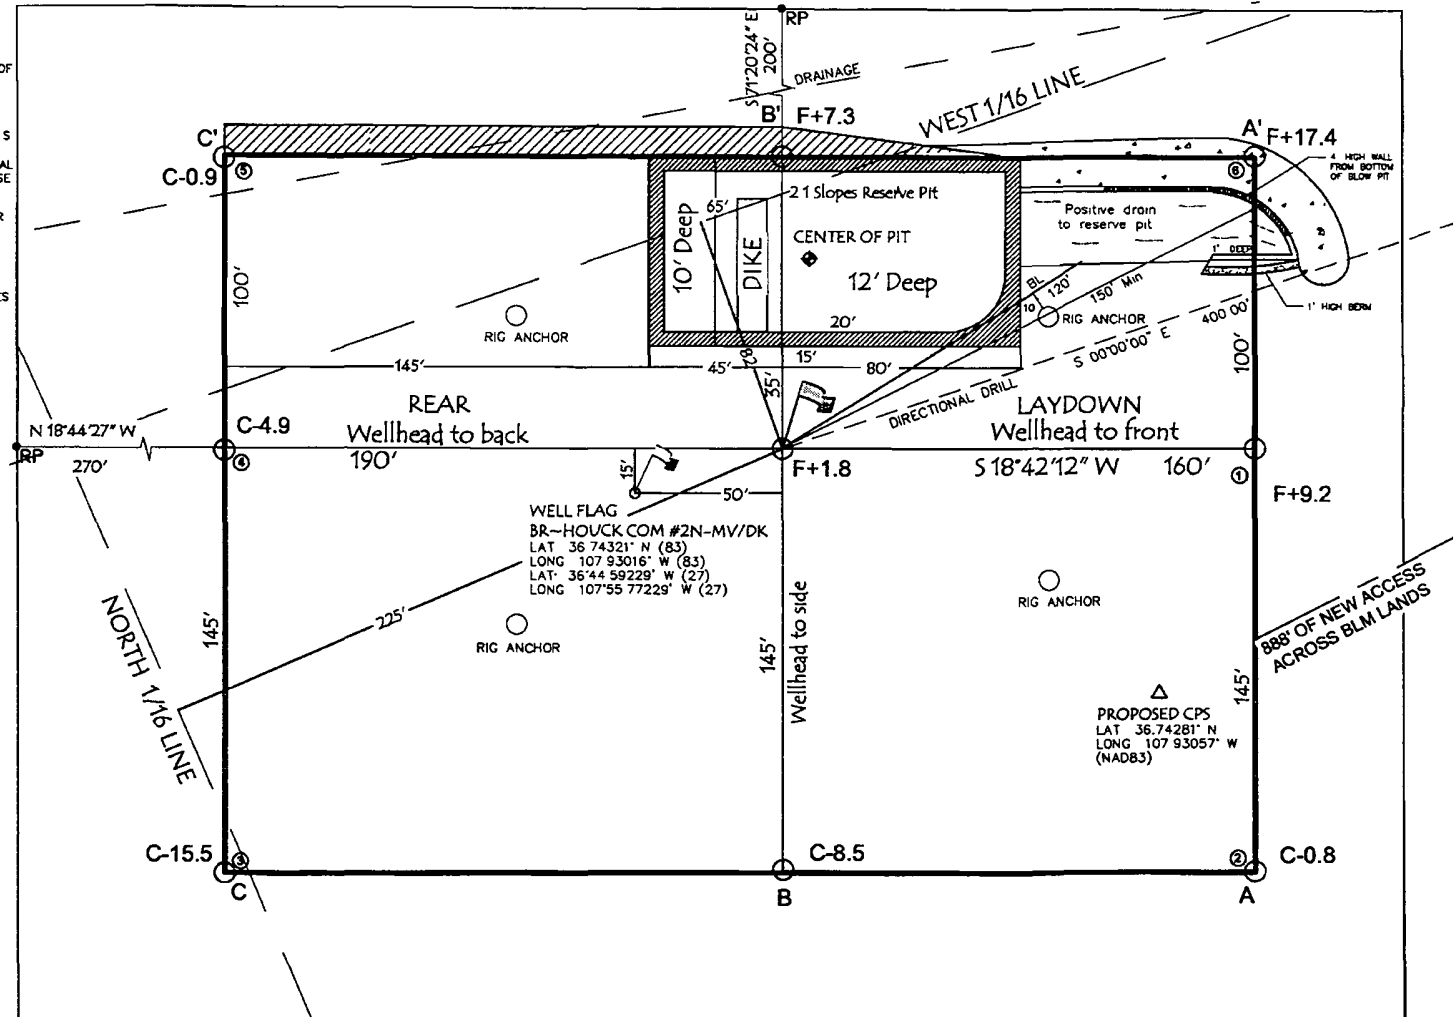 RP
S 71°20'24" E
200'
DRAINAGE
WEST 1/16 LINE
OF
S
AL
SE
R
ES
C'
B'
F+7.3
A'
F+17.4
4 HIGH WALL
FROM BOTTOM
OF BLOW PIT
C-0.9
5
6
65'
2 1 Slopes Reserve Pit
Positive drain
to reserve pit
10' Deep
DIKE
CENTER OF PIT
12' Deep
1' DEEP
1' HIGH BERM
100'
RIG ANCHOR
20'
BL
120'
10
150' Min
RIG ANCHOR
400 00'
S 00°00'00" E
100'
145'
45'
82'
15'
80'
35'
DIRECTIONAL DRILL
REAR
Wellhead to back
LAYDOWN
Wellhead to front
N 18°44'27" W
RP
270'
C-4.9
4
190'
F+1.8
S 18°42'12" W
160'
1
F+9.2
15'
50'
WELL FLAG
BR~HOUCK COM #2N-MV/DK
LAT 36 74321° N (83)
LONG 107 93016° W (83)
LAT· 36°44 59229' W (27)
LONG 107°55 77229' W (27)
NORTH 1/16 LINE
145'
225'
RIG ANCHOR
145'
Wellhead to side
RIG ANCHOR
888' OF NEW ACCESS
ACROSS BLM LANDS
145'
PROPOSED CPS
LAT 36.74281° N
LONG 107 93057° W
(NAD83)
C-15.5
3
C-8.5
2
C-0.8
C
B
A